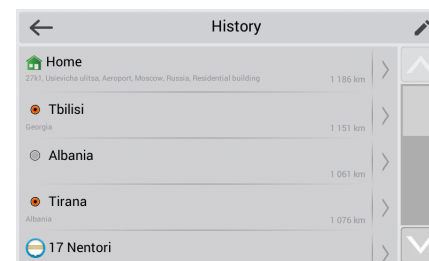 History
Home
27k1, Usievicha ulitsa, Aeroport, Moscow, Russia, Residential building
1 186 km
Tbilisi
Georgia
1 151 km
Albania
1 061 km
Tirana
Albania
1 076 km
17 Nentori